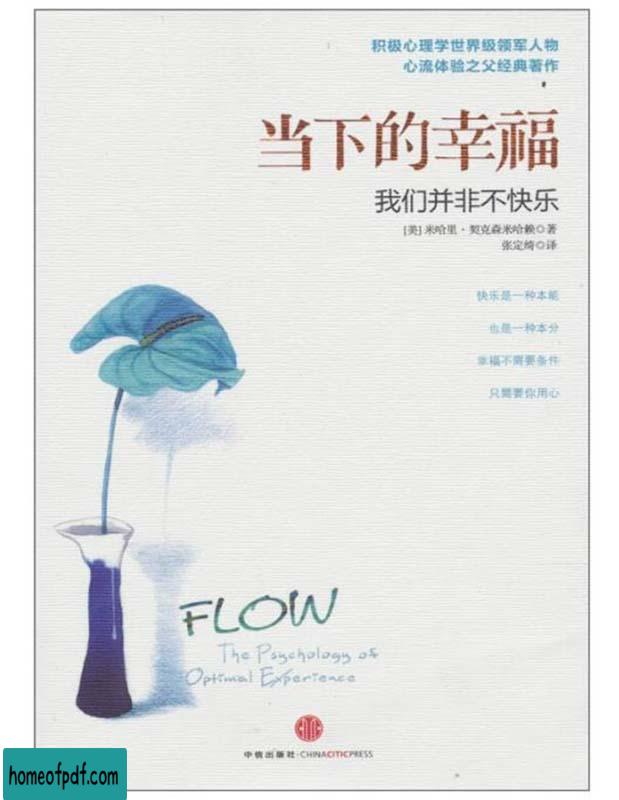 积极心理学世界级领军人物
心流体验之父经典著作
当下的幸福
我们并非不快乐
[美] 米哈里·契克森米哈赖◎著
张定绮◎译
快乐是一种本能
也是一种本分
幸福不需要条件
只需要你用心
FLOW
The Psychology of
Optimal Experience
中信出版社·CHINACITICPRESS
homeofpdf.com